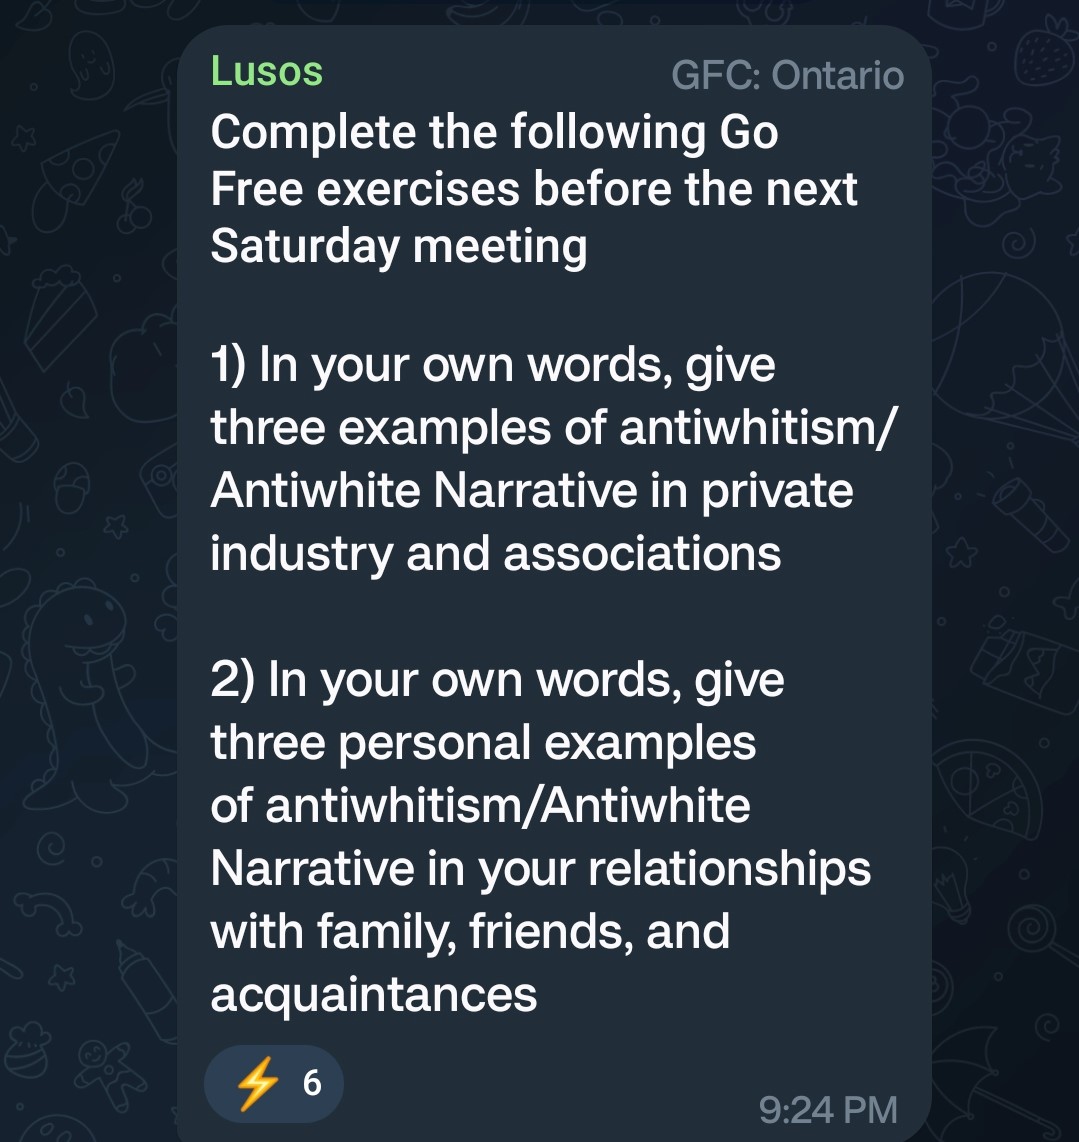 Lusos GFC: Ontario
Complete the following Go
Free exercises before the next
Saturday meeting
1) In your own words, give
three examples of antiwhitism/
Antiwhite Narrative in private
industry and associations
2) In your own words, give
three personal examples
of antiwhitism/Antiwhite
Narrative in your relationships
with family, friends, and
acquaintances
⚡ 6
9:24 PM